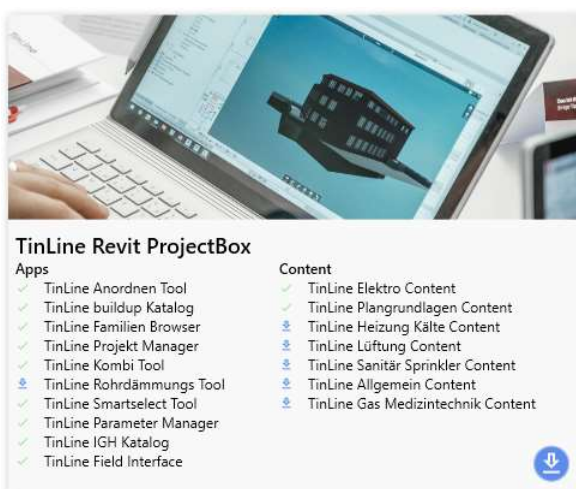 TinLine Revit ProjectBox
Apps
TinLine Anordnen Tool
TinLine buildup Katalog
TinLine Familien Browser
TinLine Projekt Manager
TinLine Kombi Tool
TinLine Rohrdämmungs Tool
TinLine Smartselect Tool
TinLine Parameter Manager
TinLine IGH Katalog
TinLine Field Interface
Content
TinLine Elektro Content
TinLine Plangrundlagen Content
TinLine Heizung Kälte Content
TinLine Lüftung Content
TinLine Sanitär Sprinkler Content
TinLine Allgemein Content
TinLine Gas Medizintechnik Content